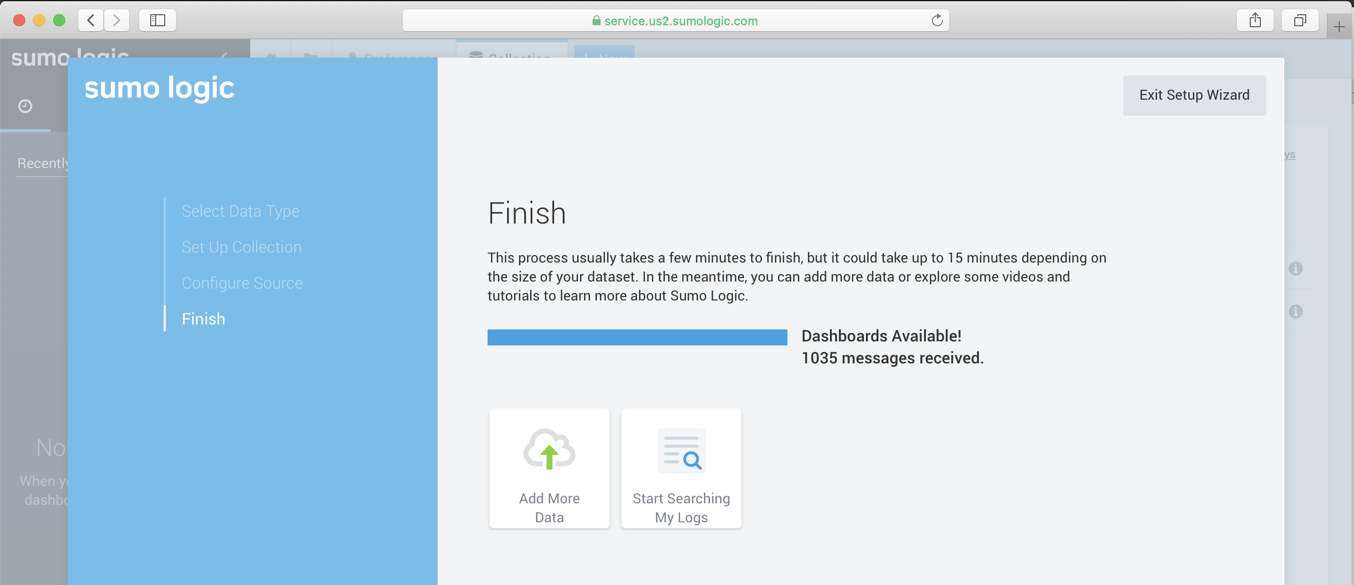 service.us2.sumologic.com
sumo logic
Preferences
Collection
+ New
sumo logic
Exit Setup Wizard
Recently
ys
Select Data Type
Set Up Collection
Configure Source
Finish
Finish
This process usually takes a few minutes to finish, but it could take up to 15 minutes depending on
the size of your dataset. In the meantime, you can add more data or explore some videos and
tutorials to learn more about Sumo Logic.
Dashboards Available!
1035 messages received.
No
When y
dashbo
Add More
Data
Start Searching
My Logs